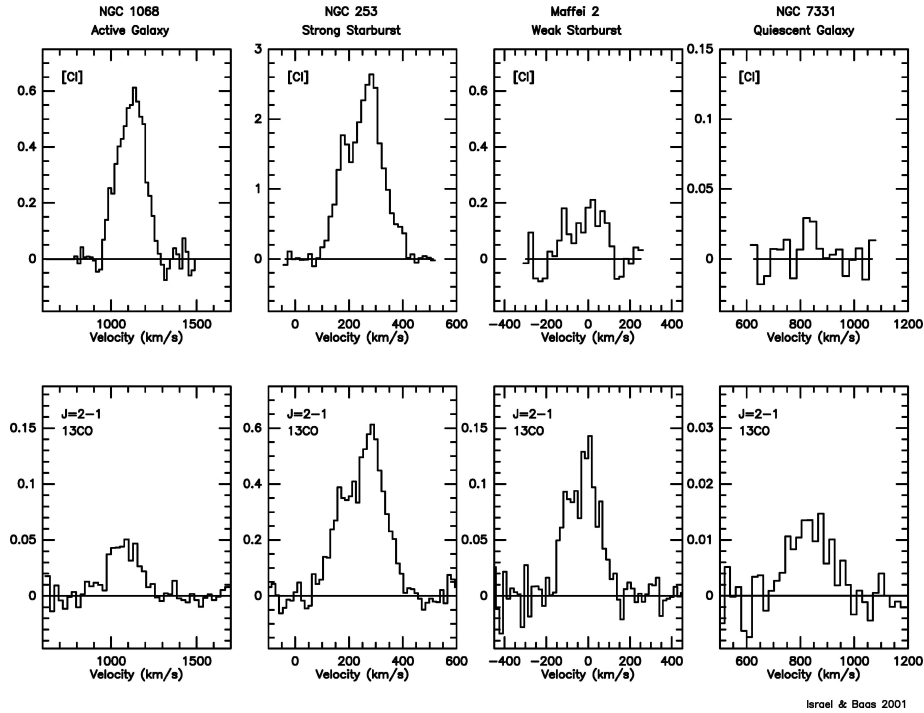 NGC 1068
Active Galaxy
NGC 253
Strong Starburst
Maffei 2
Weak Starburst
NGC 7331
Quiescent Galaxy
[CI]
0.6
0.4
0.2
0
1000
1500
Velocity (km/s)
[CI]
3
2
1
0
0
200
400
600
Velocity (km/s)
[CI]
0.6
0.4
0.2
0
−400
−200
0
200
400
Velocity (km/s)
[CI]
0.15
0.1
0.05
0
600
800
1000
1200
Velocity (km/s)
J=2−1
13CO
0.15
0.1
0.05
0
1000
1500
Velocity (km/s)
J=2−1
13CO
0.6
0.4
0.2
0
0
200
400
600
Velocity (km/s)
J=2−1
13CO
0.15
0.1
0.05
0
−400
−200
0
200
400
Velocity (km/s)
J=2−1
13CO
0.03
0.02
0.01
0
600
800
1000
1200
Velocity (km/s)
Israel & Baas 2001